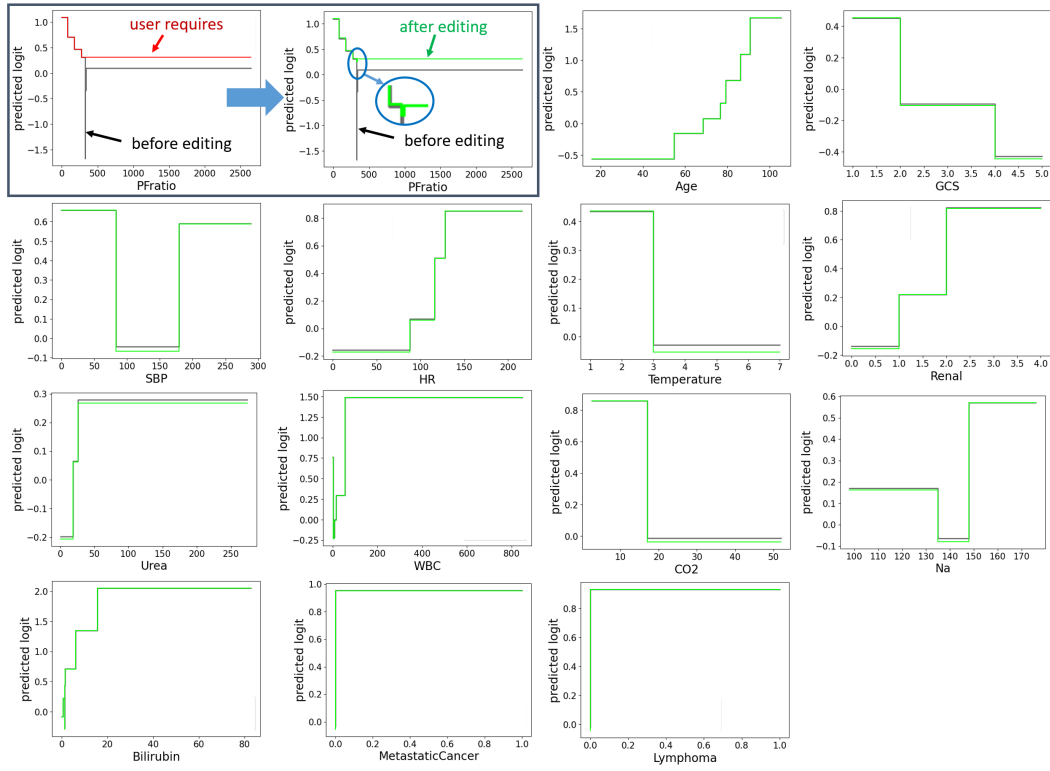 user requires
before editing
predicted logit
1.0
0.5
0.0
−0.5
−1.0
−1.5
0 500 1000 1500 2000 2500
PFratio
after editing
before editing
predicted logit
1.0
0.5
0.0
−0.5
−1.0
−1.5
0 500 1000 1500 2000 2500
PFratio
predicted logit
1.5
1.0
0.5
0.0
−0.5
20 40 60 80 100
Age
predicted logit
0.4
0.2
0.0
−0.2
−0.4
1.0 1.5 2.0 2.5 3.0 3.5 4.0 4.5 5.0
GCS
predicted logit
0.6
0.5
0.4
0.3
0.2
0.1
0.0
−0.1
0 50 100 150 200 250 300
SBP
predicted logit
0.8
0.6
0.4
0.2
0.0
−0.2
0 50 100 150 200
HR
predicted logit
0.4
0.3
0.2
0.1
0.0
1 2 3 4 5 6 7
Temperature
predicted logit
0.8
0.6
0.4
0.2
0.0
−0.2
0.0 0.5 1.0 1.5 2.0 2.5 3.0 3.5 4.0
Renal
predicted logit
0.3
0.2
0.1
0.0
−0.1
−0.2
0 50 100 150 200 250
Urea
predicted logit
1.50
1.25
1.00
0.75
0.50
0.25
0.00
−0.25
0 200 400 600 800
WBC
predicted logit
0.8
0.6
0.4
0.2
0.0
10 20 30 40 50
CO2
predicted logit
0.6
0.5
0.4
0.3
0.2
0.1
0.0
−0.1
100 110 120 130 140 150 160 170
Na
predicted logit
2.0
1.5
1.0
0.5
0.0
0 20 40 60 80
Bilirubin
predicted logit
1.0
0.8
0.6
0.4
0.2
0.0
0.0 0.2 0.4 0.6 0.8 1.0
MetastaticCancer
predicted logit
0.8
0.6
0.4
0.2
0.0
0.0 0.2 0.4 0.6 0.8 1.0
Lymphoma